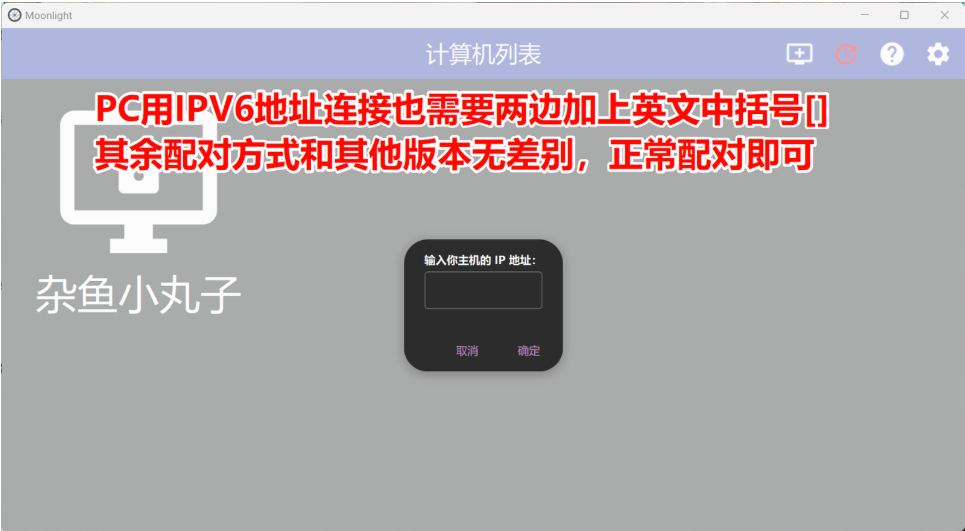 Moonlight
计算机列表
PC用IPV6地址连接也需要两边加上英文中括号[]
其余配对方式和其他版本无差别，正常配对即可
杂鱼小丸子
输入你主机的 IP 地址：
取消 确定